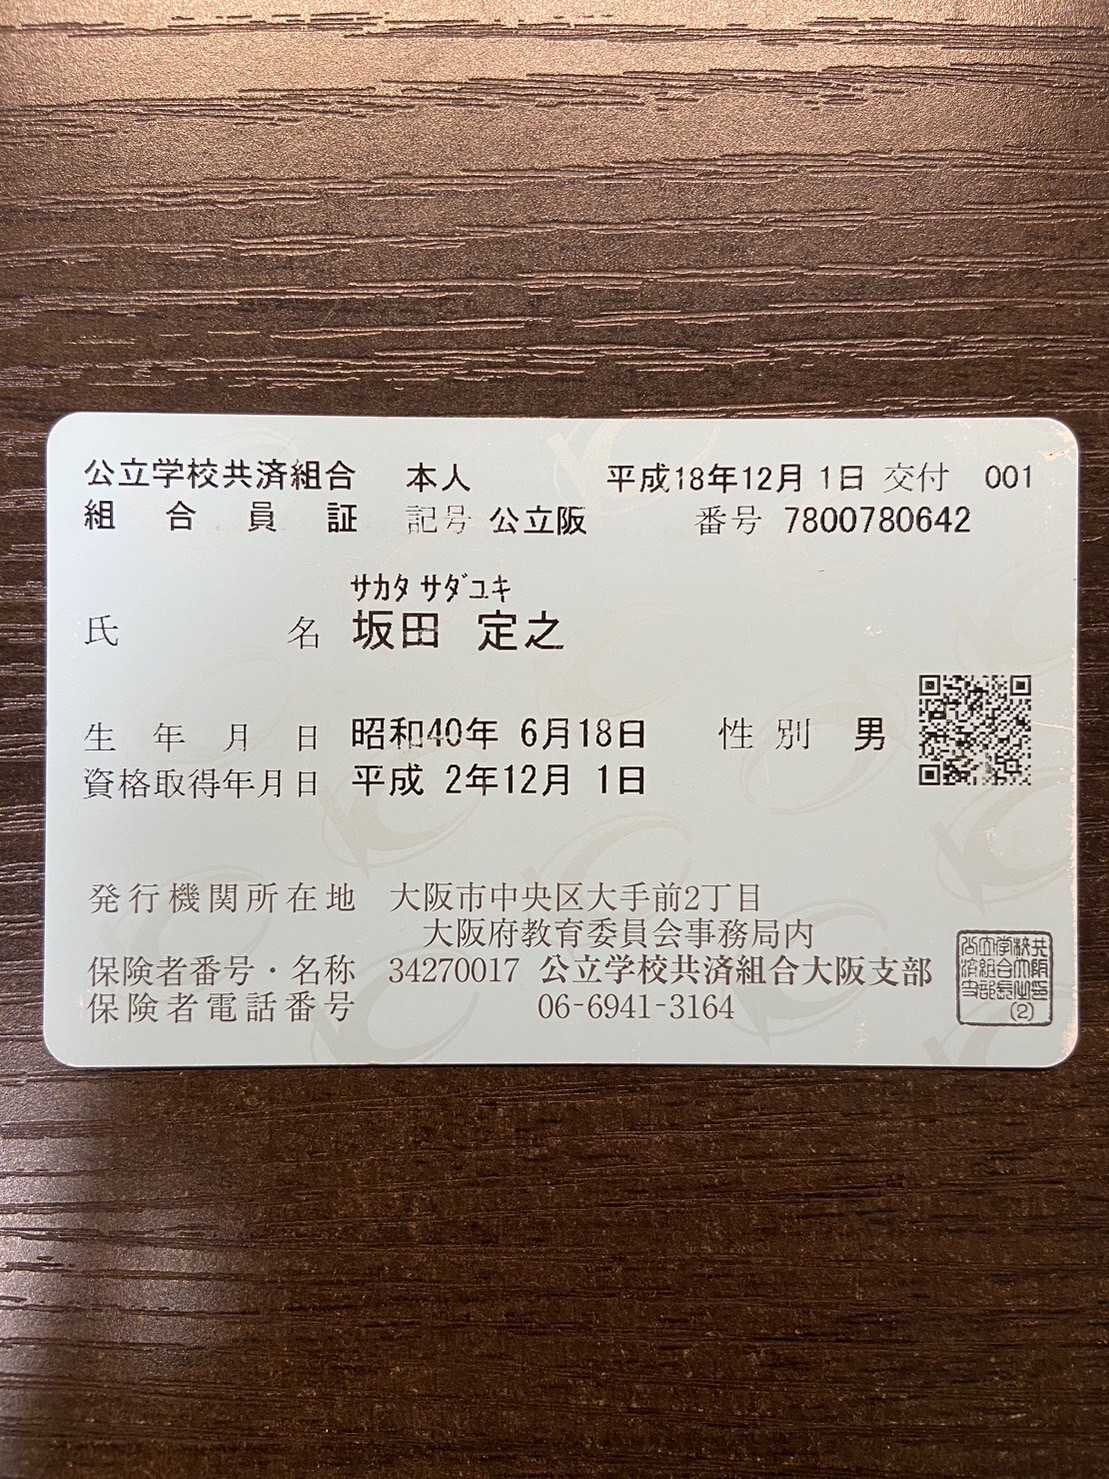 公立学校共済組合 本人 平成18年12月 1日 交付 001
組合員証 記号 公立阪 番号 7800780642
サカタ サダユキ
氏名 坂田 定之
生年月日 昭和40年 6月18日 性別 男
資格取得年月日 平成 2年12月 1日
発行機関所在地 大阪市中央区大手前2丁目
大阪府教育委員会事務局内
保険者番号・名称 34270017 公立学校共済組合大阪支部
保険者電話番号 06-6941-3164
(2)